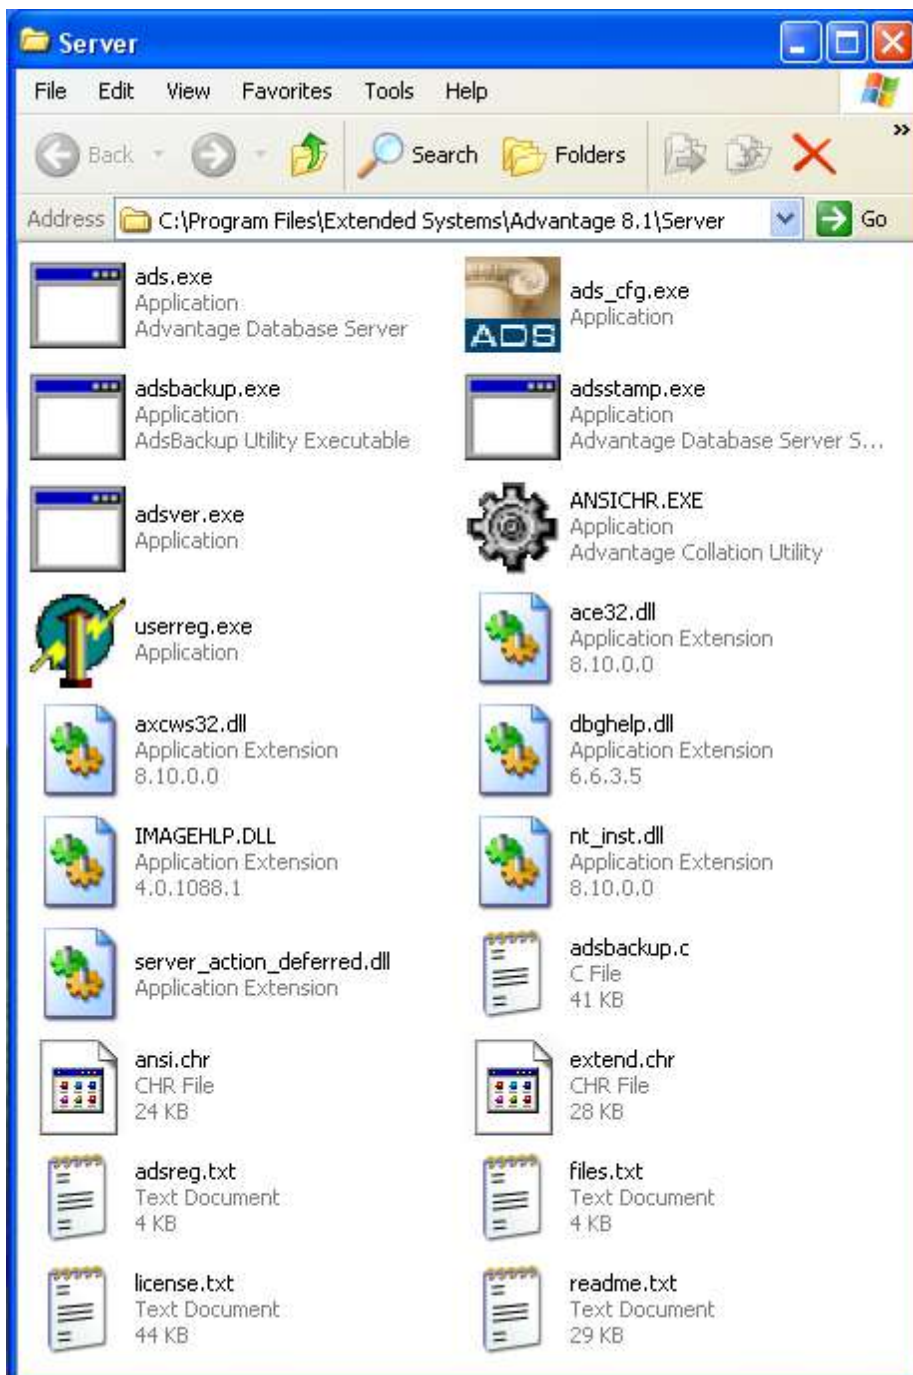 Server
File Edit View Favorites Tools Help
Back Search Folders »
Address C:\Program Files\Extended Systems\Advantage 8.1\Server Go
ads.exe
Application
Advantage Database Server
ads_cfg.exe
Application
ADS
adsbackup.exe
Application
AdsBackup Utility Executable
adsstamp.exe
Application
Advantage Database Server S...
adsver.exe
Application
ANSICHR.EXE
Application
Advantage Collation Utility
userreg.exe
Application
ace32.dll
Application Extension
8.10.0.0
axcws32.dll
Application Extension
8.10.0.0
dbghelp.dll
Application Extension
6.6.3.5
IMAGEHLP.DLL
Application Extension
4.0.1088.1
nt_inst.dll
Application Extension
8.10.0.0
server_action_deferred.dll
Application Extension
adsbackup.c
C File
41 KB
ansi.chr
CHR File
24 KB
extend.chr
CHR File
28 KB
adsreg.txt
Text Document
4 KB
files.txt
Text Document
4 KB
license.txt
Text Document
44 KB
readme.txt
Text Document
29 KB